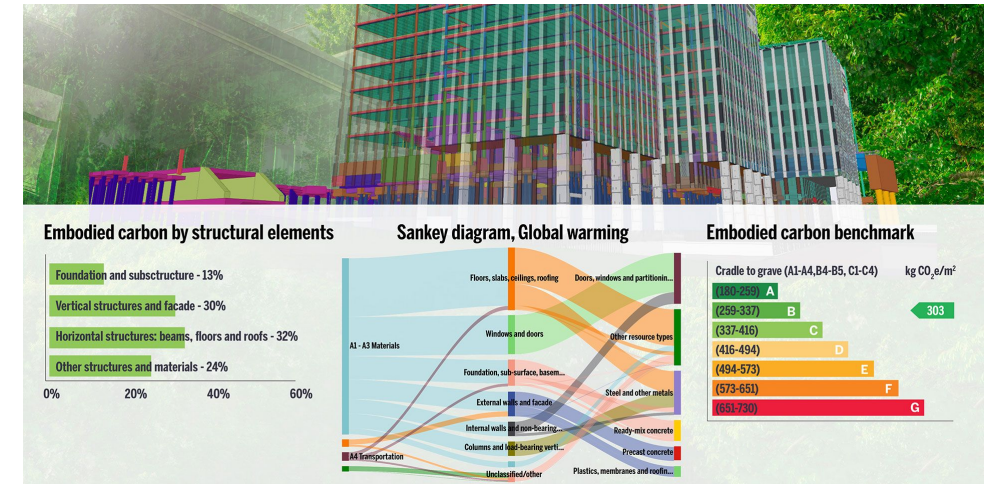 Embodied carbon by structural elements
Foundation and subsctructure - 13%
Vertical structures and facade - 30%
Horizontal structures: beams, floors and roofs - 32%
Other structures and materials - 24%
0%
20%
40%
60%
Sankey diagram, Global warming
A1 - A3 Materials
A4 Transportation
Floors, slabs, ceilings, roofing
Windows and doors
Foundation, sub-surface, basem...
External walls and facade
Internal walls and non-bearing...
Columns and load-bearing verti...
Unclassified/other
Doors, windows and partitionin...
Other resource types
Steel and other metals
Ready-mix concrete
Precast concrete
Plastics, membranes and roofin...
Embodied carbon benchmark
Cradle to grave (A1-A4,B4-B5, C1-C4)
kg CO₂e/m²
(180-259) A
(259-337) B
303
(337-416) C
(416-494) D
(494-573) E
(573-651) F
(651-730) G